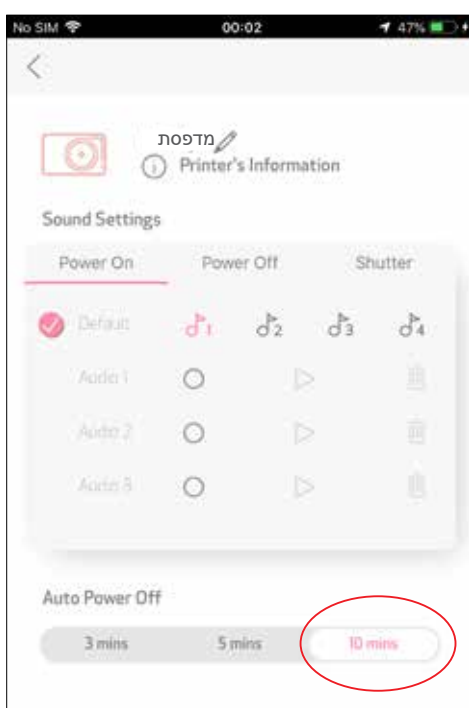 No SIM 00:02 47%
מדפסת
Printer's Information
Sound Settings
Power On Power Off Shutter
Default 1 2 3 4
Audio 1
Audio 2
Audio 3
Auto Power Off
3 mins 5 mins 10 mins